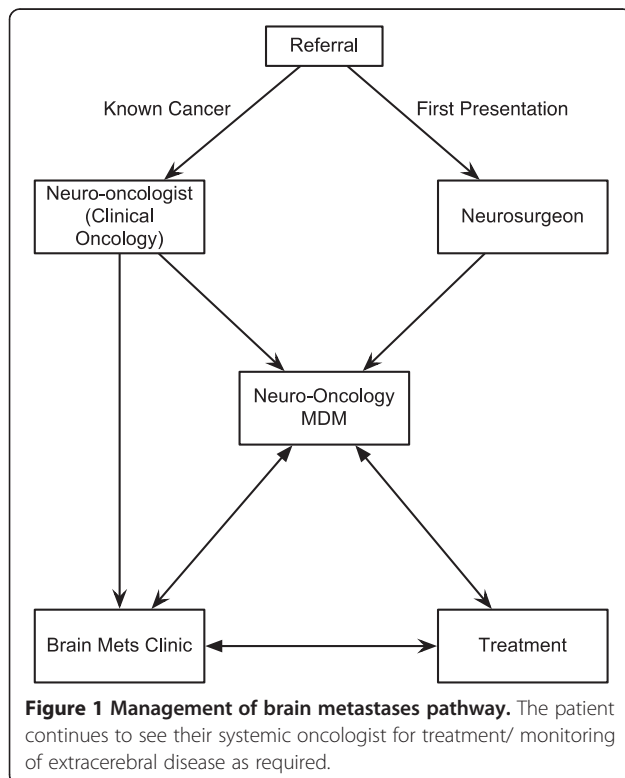 Referral
Known Cancer
First Presentation
Neuro-oncologist
(Clinical
Oncology)
Neurosurgeon
Neuro-Oncology
MDM
Brain Mets Clinic
Treatment
Figure 1 Management of brain metastases pathway. The patient
continues to see their systemic oncologist for treatment/ monitoring
of extracerebral disease as required.